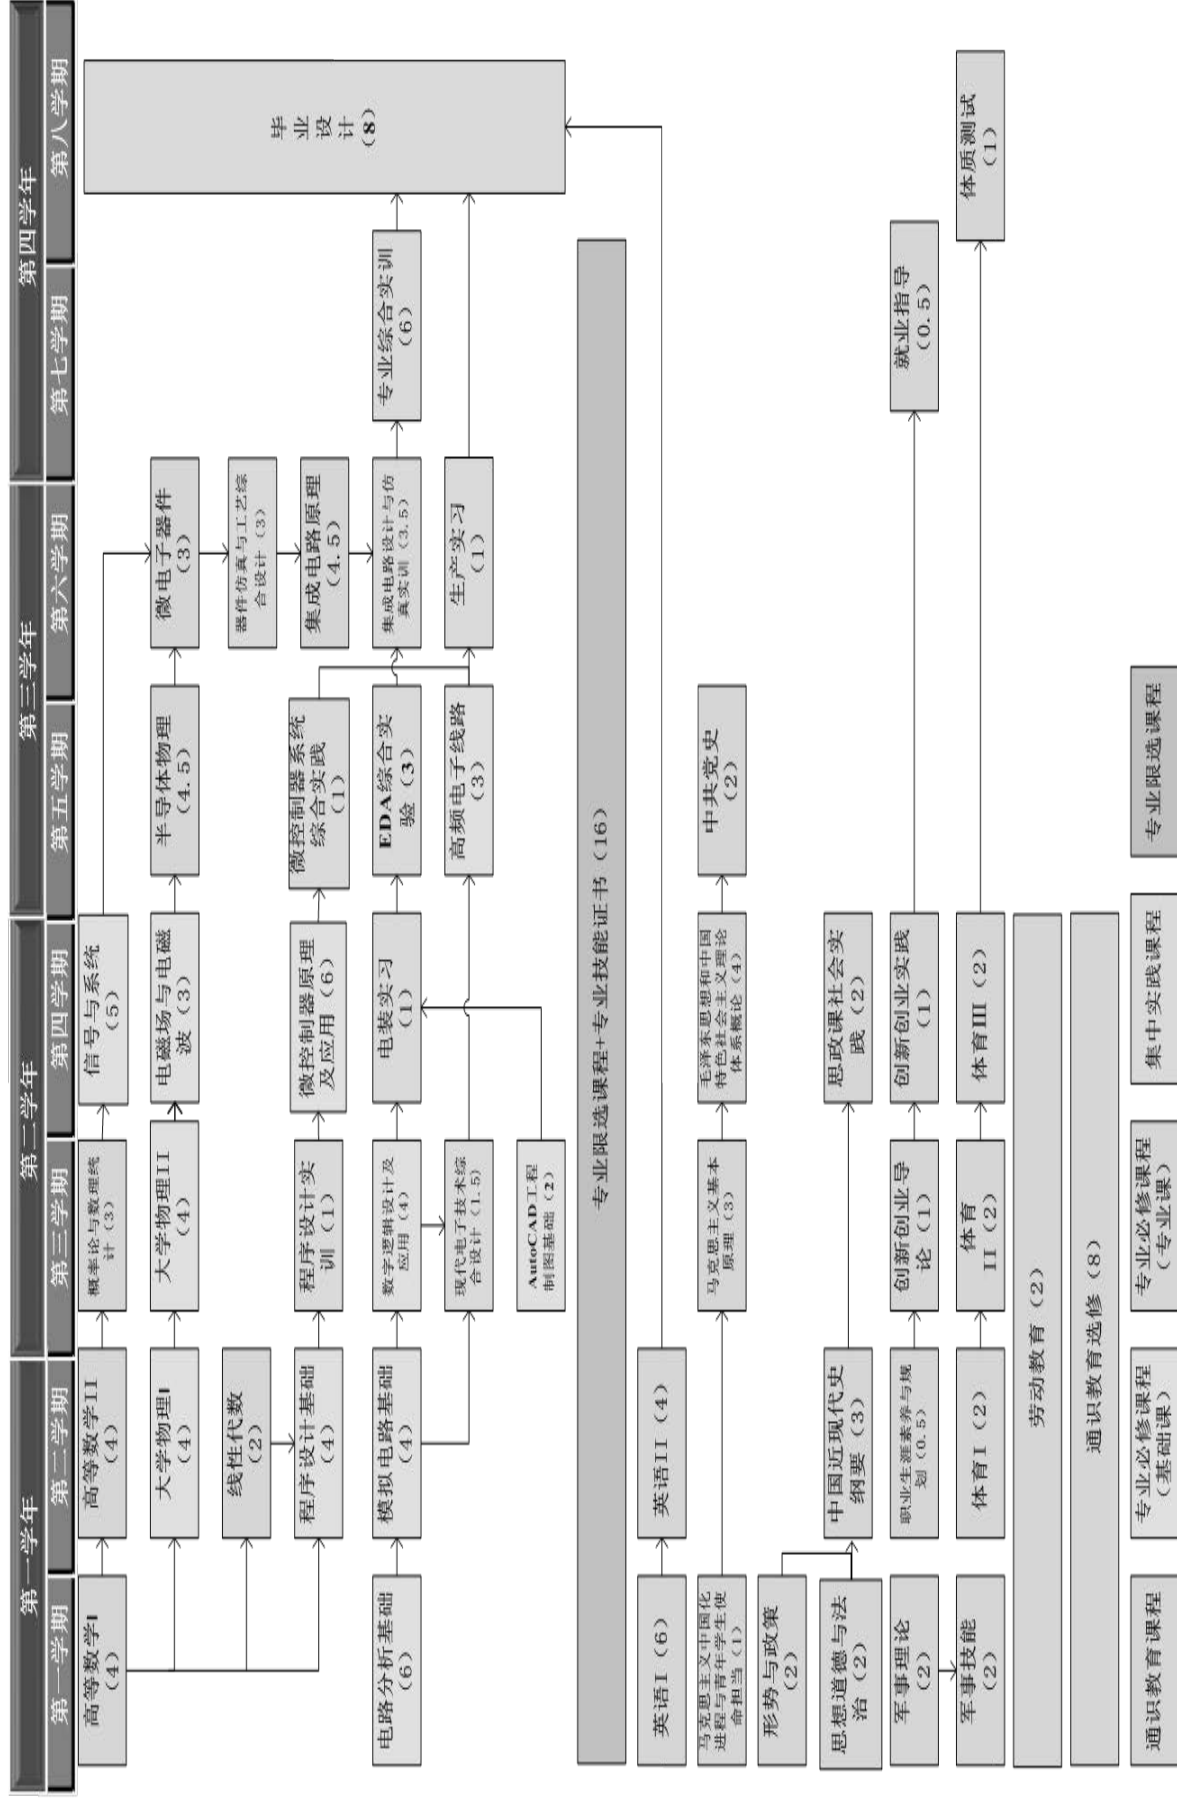 第一学年
第二学年
第三学年
第四学年
第一学期
第二学期
第三学期
第四学期
第五学期
第六学期
第七学期
第八学期
高等数学I
（4）
高等数学II
（4）
概率论与数理统
计（3）
信号与系统
（5）
大学物理I
（4）
大学物理II
（4）
电磁场与电磁
波（3）
半导体物理
（4.5）
微电子器件
（3）
线性代数
（2）
器件仿真与工艺综
合设计（3）
程序设计基础
（4）
程序设计实
训（1）
微控制器原理
及应用（6）
微控制器系统
综合实践
（1）
集成电路原理
（4.5）
电路分析基础
（6）
模拟电路基础
（4）
数字逻辑设计及
应用（4）
电装实习
（1）
EDA综合实
验（3）
集成电路设计与仿
真实训（3.5）
专业综合实训
（6）
现代电子技术综
合设计（1.5）
高频电子线路
（3）
生产实习
（1）
AutoCAD工程
制图基础（2）
毕
业
设
计
（8）
专业限选课程+专业技能证书（16）
英语I（6）
英语II（4）
马克思主义中国化
进程与青年学生使
命担当（1）
马克思主义基本
原理（3）
毛泽东思想和中国
特色社会主义理论
体系概论（4）
中共党史
（2）
形势与政策
（2）
思想道德与法
治（2）
中国近现代史
纲要（3）
思政课社会实
践（2）
军事理论
（2）
职业生涯素养与规
划（0.5）
创新创业导
论（1）
创新创业实践
（1）
就业指导
（0.5）
军事技能
（2）
体育I（2）
体育
II（2）
体育III（2）
体质测试
（1）
劳动教育（2）
通识教育选修（8）
通识教育课程
专业必修课程
（基础课）
专业必修课程
（专业课）
集中实践课程
专业限选课程